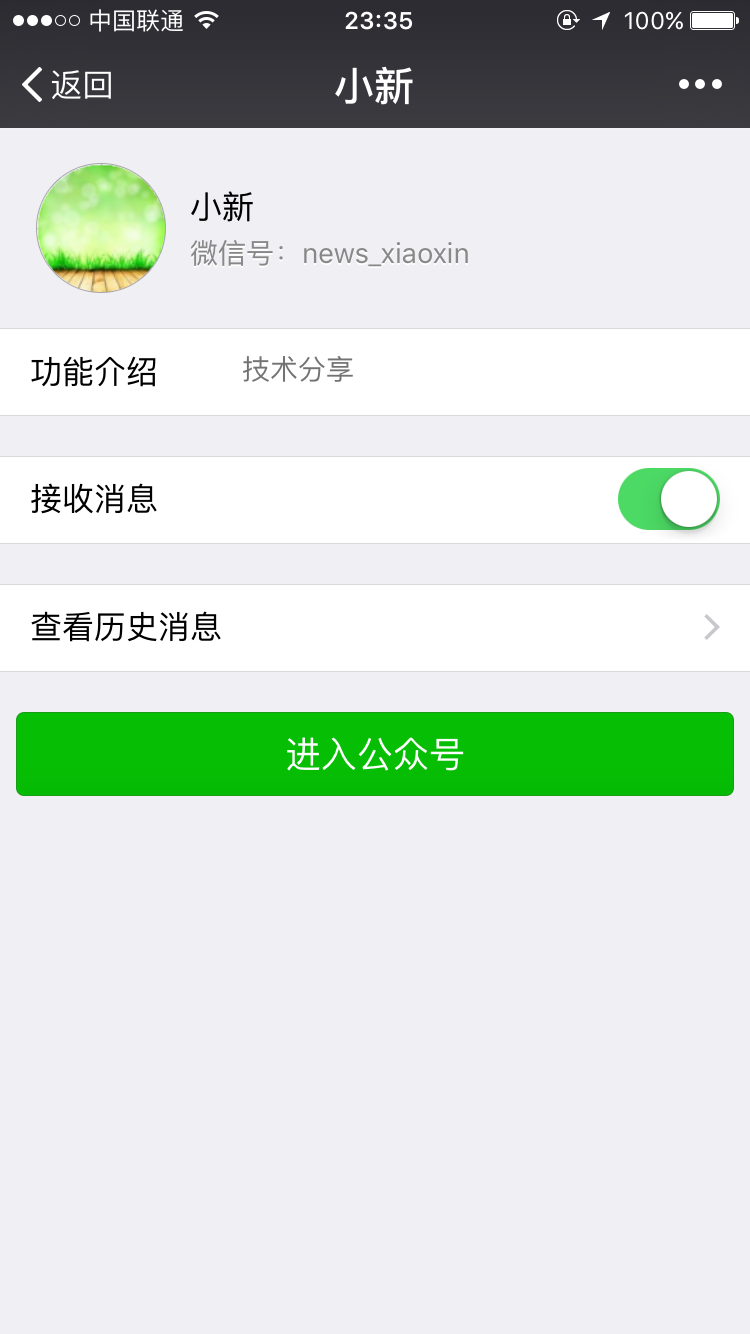 中国联通 23:35 100%
返回 小新
小新
微信号：news_xiaoxin
功能介绍 技术分享
接收消息
查看历史消息
进入公众号